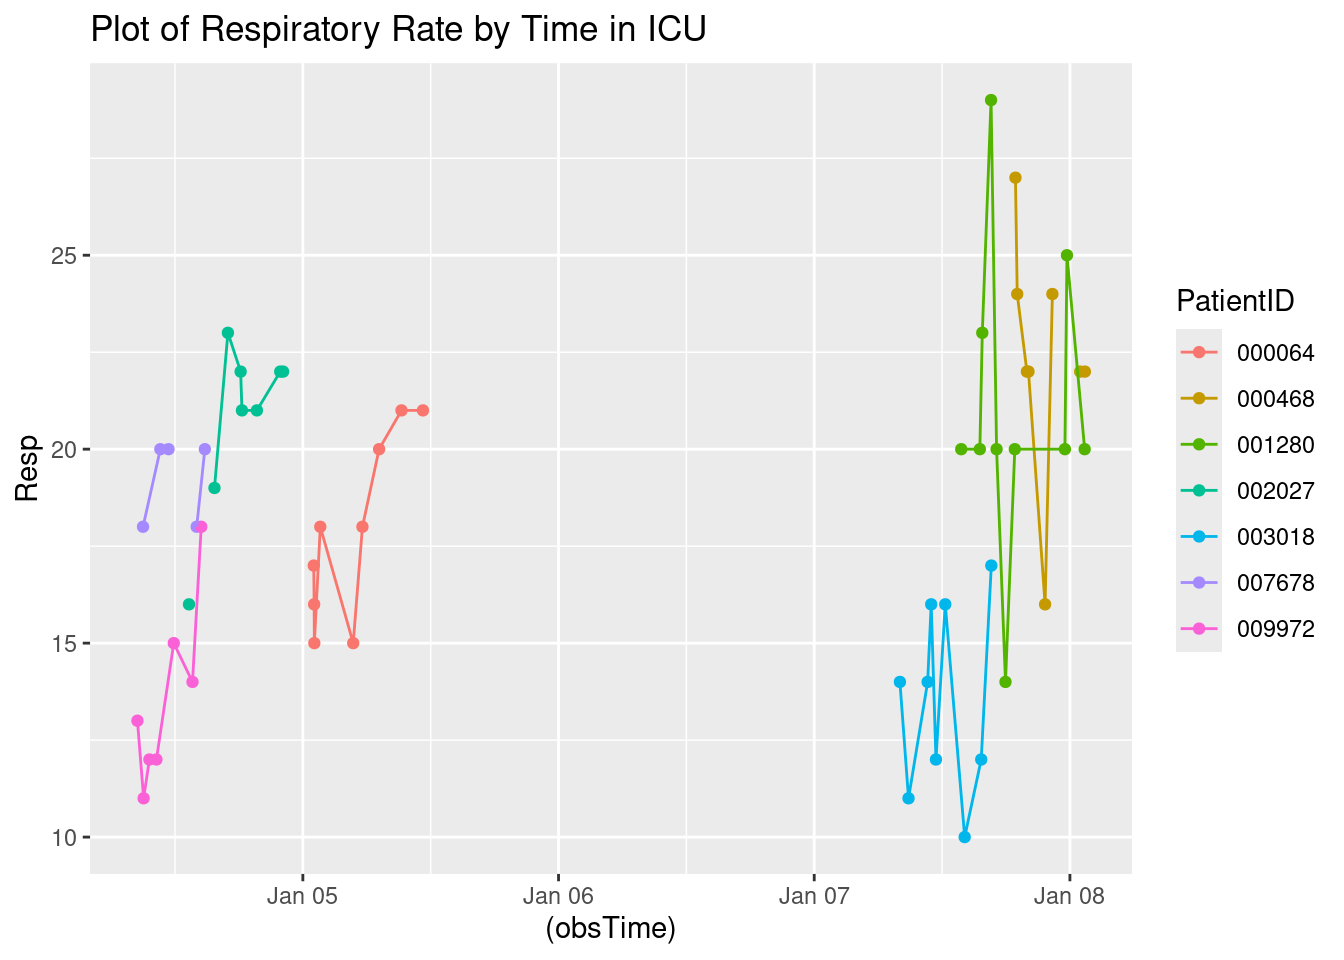 Plot of Respiratory Rate by Time in ICU
Resp
25
20
15
10
Jan 05
Jan 06
Jan 07
Jan 08
(obsTime)
PatientID
000064
000468
001280
002027
003018
007678
009972